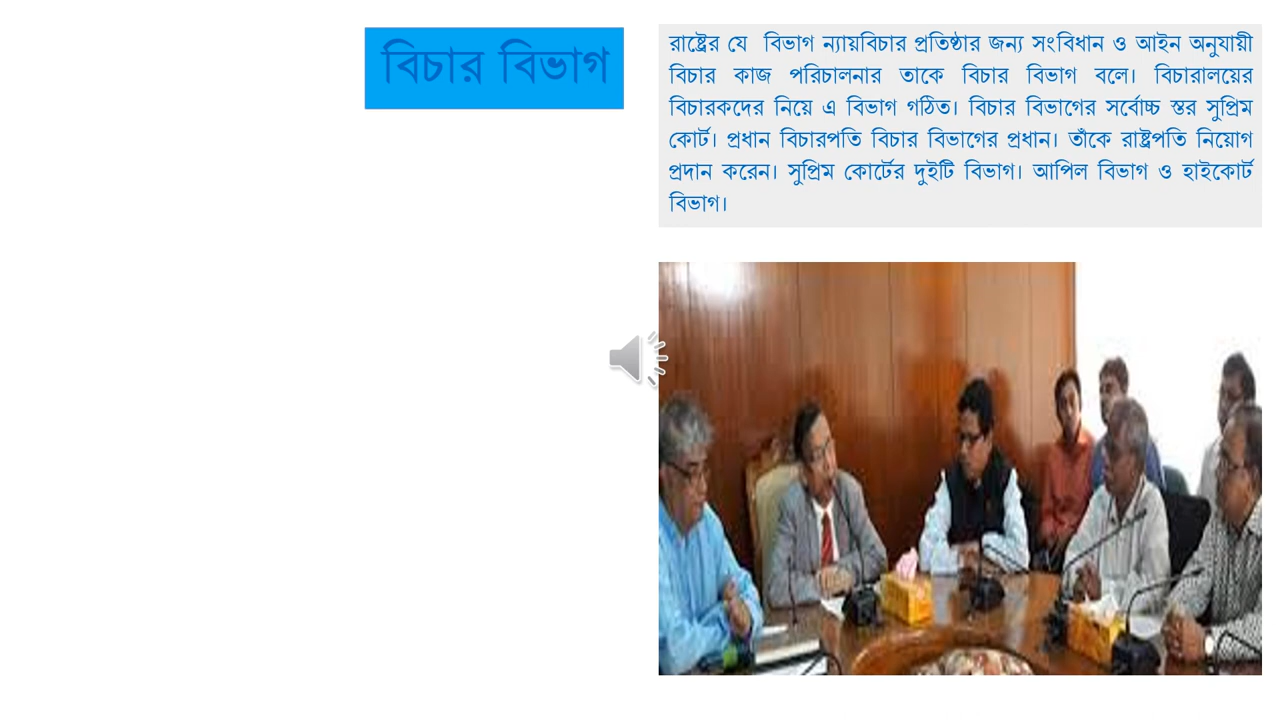 বিচার বিভাগ
রাষ্ট্রের যে বিভাগ ন্যায়বিচার প্রতিষ্ঠার জন্য সংবিধান ও আইন অনুযায়ী
বিচার কাজ পরিচালনার তাকে বিচার বিভাগ বলে। বিচারালয়ের
বিচারকদের নিয়ে এ বিভাগ গঠিত। বিচার বিভাগের সর্বোচ্চ স্তর সুপ্রিম
কোর্ট। প্রধান বিচারপতি বিচার বিভাগের প্রধান। তাঁকে রাষ্ট্রপতি নিয়োগ
প্রদান করেন। সুপ্রিম কোর্টের দুইটি বিভাগ। আপিল বিভাগ ও হাইকোর্ট
বিভাগ।